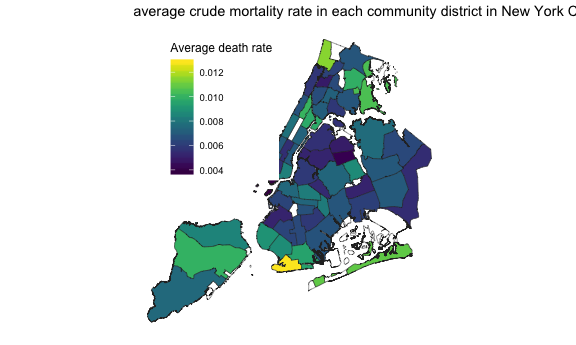 average crude mortality rate in each community district in New York C
Average death rate
0.012
0.010
0.008
0.006
0.004